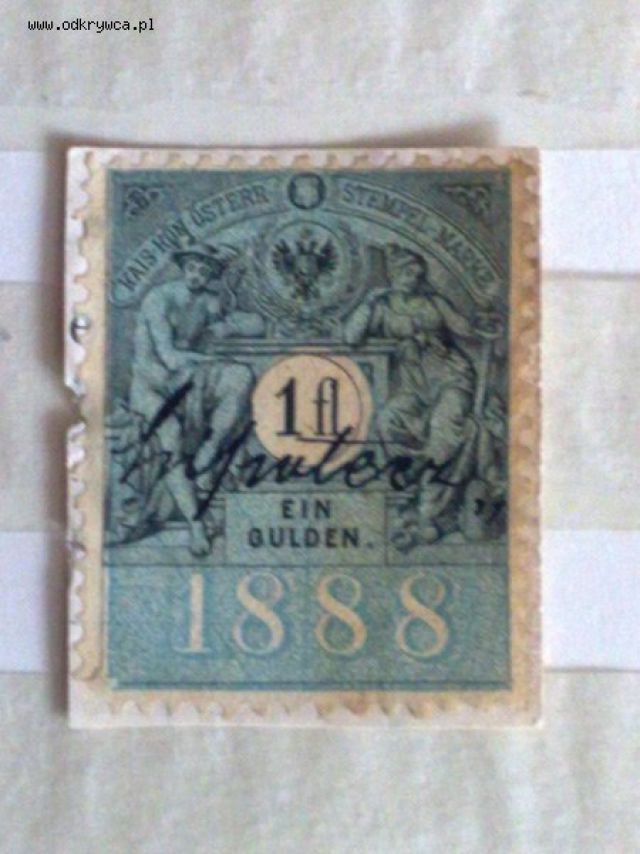 www.odkrywca.pl
KAIS. KÖN. ÖSTERR. STEMPEL-MARKE
1 fl
EIN
GULDEN.
1888